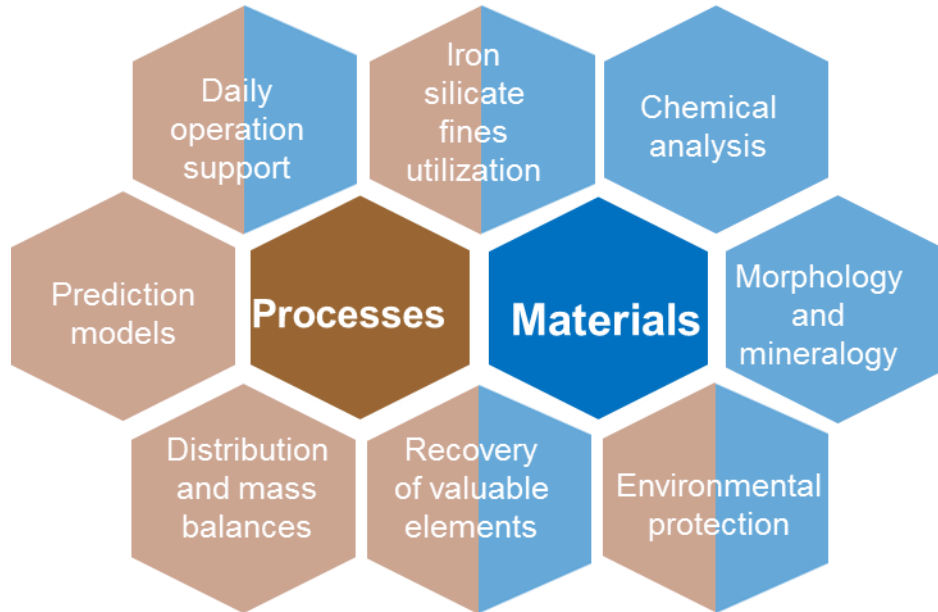 Daily
operation
support
Iron
silicate
fines
utilization
Chemical
analysis
Prediction
models
Processes
Materials
Morphology
and
mineralogy
Distribution
and mass
balances
Recovery
of valuable
elements
Environmental
protection